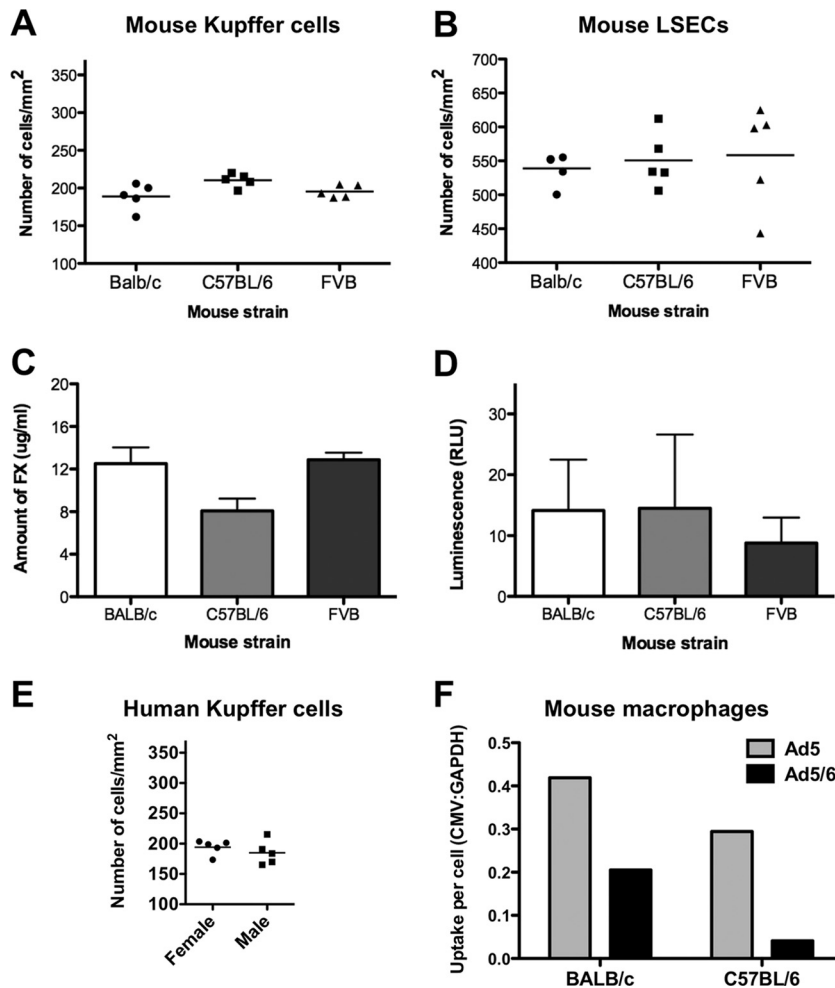 A
Mouse Kupffer cells
Number of cells/mm²
350
300
250
200
150
100
Balb/c
C57BL/6
FVB
Mouse strain
B
Mouse LSECs
Number of cells/mm²
700
650
600
550
500
450
400
Balb/c
C57BL/6
FVB
Mouse strain
C
Amount of FX (ug/ml)
20
16
12
8
4
0
BALB/c
C57BL/6
FVB
Mouse strain
D
Luminescence (RLU)
30
20
10
0
BALB/c
C57BL/6
FVB
Mouse strain
E
Human Kupffer cells
Number of cells/mm²
350
300
250
200
150
100
Female
Male
F
Mouse macrophages
Uptake per cell (CMV:GAPDH)
0.5
0.4
0.3
0.2
0.1
0.0
Ad5
Ad5/6
BALB/c
C57BL/6